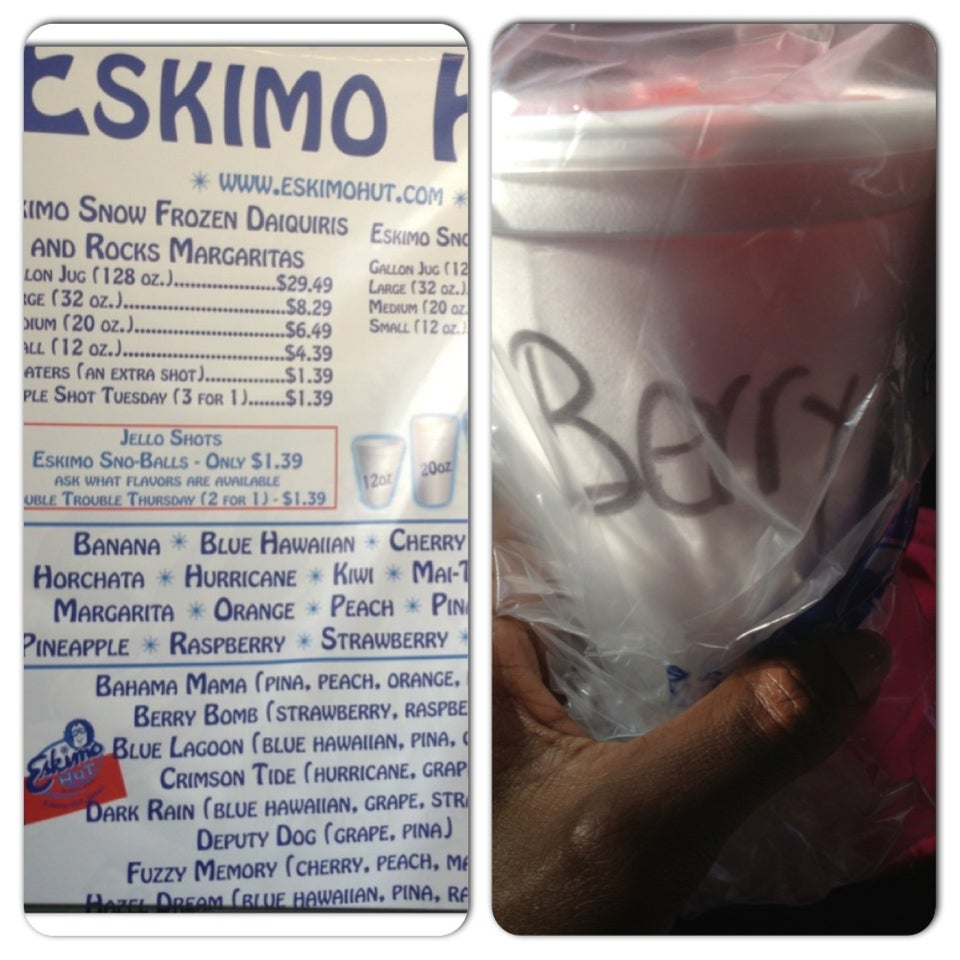 ESKIMO H
WWW.ESKIMOHUT.COM
KIMO SNOW FROZEN DAIQUIRIS
AND ROCKS MARGARITAS
LON JUG (128 OZ.)......................$29.49
RGE (32 OZ.)..............................$8.29
DIUM (20 OZ.)............................$6.49
ALL (12 OZ.)..............................$4.39
ATERS (AN EXTRA SHOT)............$1.39
PLE SHOT TUESDAY (3 FOR 1).......$1.39
ESKIMO SNO
GALLON JUG (12
LARGE (32 OZ.)
MEDIUM (20 OZ.
SMALL (12 OZ.)
JELLO SHOTS
ESKIMO SNO-BALLS - ONLY $1.39
ASK WHAT FLAVORS ARE AVAILABLE
UBLE TROUBLE THURSDAY (2 FOR 1) - $1.39
12oz
20oz
BANANA * BLUE HAWAIIAN * CHERRY
HORCHATA * HURRICANE * KIWI * MAI-T
MARGARITA * ORANGE * PEACH * PIN
PINEAPPLE * RASPBERRY * STRAWBERRY *
BAHAMA MAMA (PINA, PEACH, ORANGE,
BERRY BOMB (STRAWBERRY, RASPBE
BLUE LAGOON (BLUE HAWAIIAN, PINA,
CRIMSON TIDE (HURRICANE, GRAP
DARK RAIN (BLUE HAWAIIAN, GRAPE, STRA
DEPUTY DOG (GRAPE, PINA)
FUZZY MEMORY (CHERRY, PEACH, MA
HAZEL DREAM (BLUE HAWAIIAN, PINA, RA
Eskimo
HUT
Berry